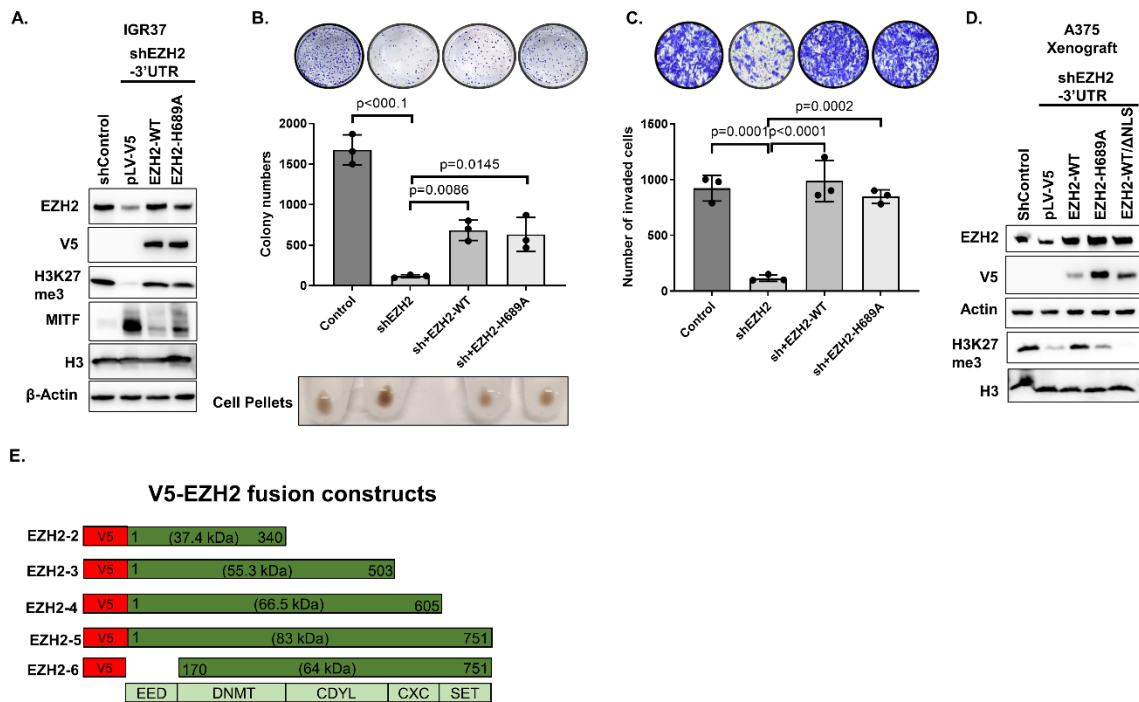 A.
IGR37
shEZH2
-3'UTR
shControl
pLV-V5
EZH2-WT
EZH2-H689A
EZH2
V5
H3K27
me3
MITF
H3
β-Actin
B.
p<000.1
p=0.0145
p=0.0086
Colony numbers
2000
1500
1000
500
0
Control
shEZH2
sh+EZH2-WT
sh+EZH2-H689A
Cell Pellets
C.
p=0.0002
p=0.0001
p<0.0001
Number of invaded cells
1500
1000
500
0
Control
shEZH2
sh+EZH2-WT
sh+EZH2-H689A
D.
A375
Xenograft
shEZH2
-3'UTR
ShControl
pLV-V5
EZH2-WT
EZH2-H689A
EZH2-WT/ΔNLS
EZH2
V5
Actin
H3K27
me3
H3
E.
V5-EZH2 fusion constructs
EZH2-2 V5 1 (37.4 kDa) 340
EZH2-3 V5 1 (55.3 kDa) 503
EZH2-4 V5 1 (66.5 kDa) 605
EZH2-5 V5 1 (83 kDa) 751
EZH2-6 V5 170 (64 kDa) 751
EED DNMT CDYL CXC SET